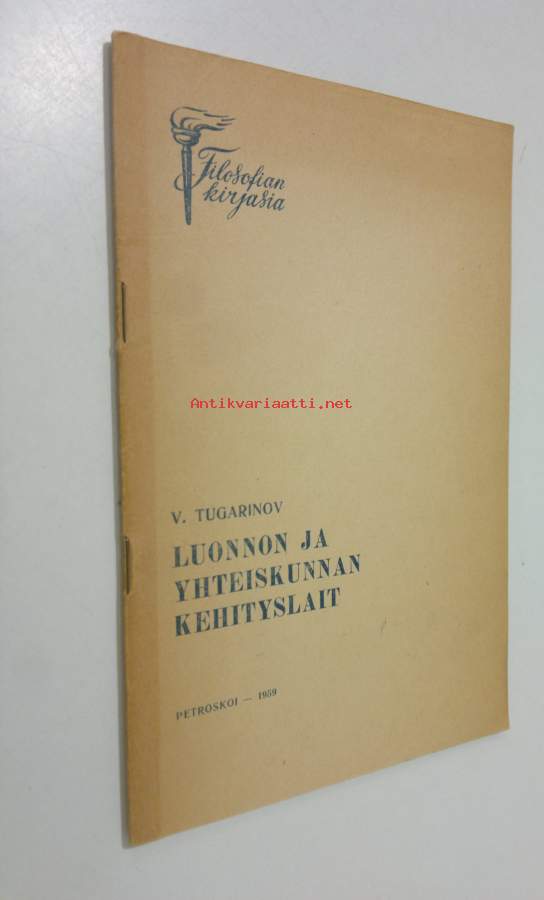 Filosofian
kirjasia
Antikvariaatti.net
V. TUGARINOV
LUONNON JA
YHTEISKUNNAN
KEHITYSLAIT
PETROSKOI — 1959